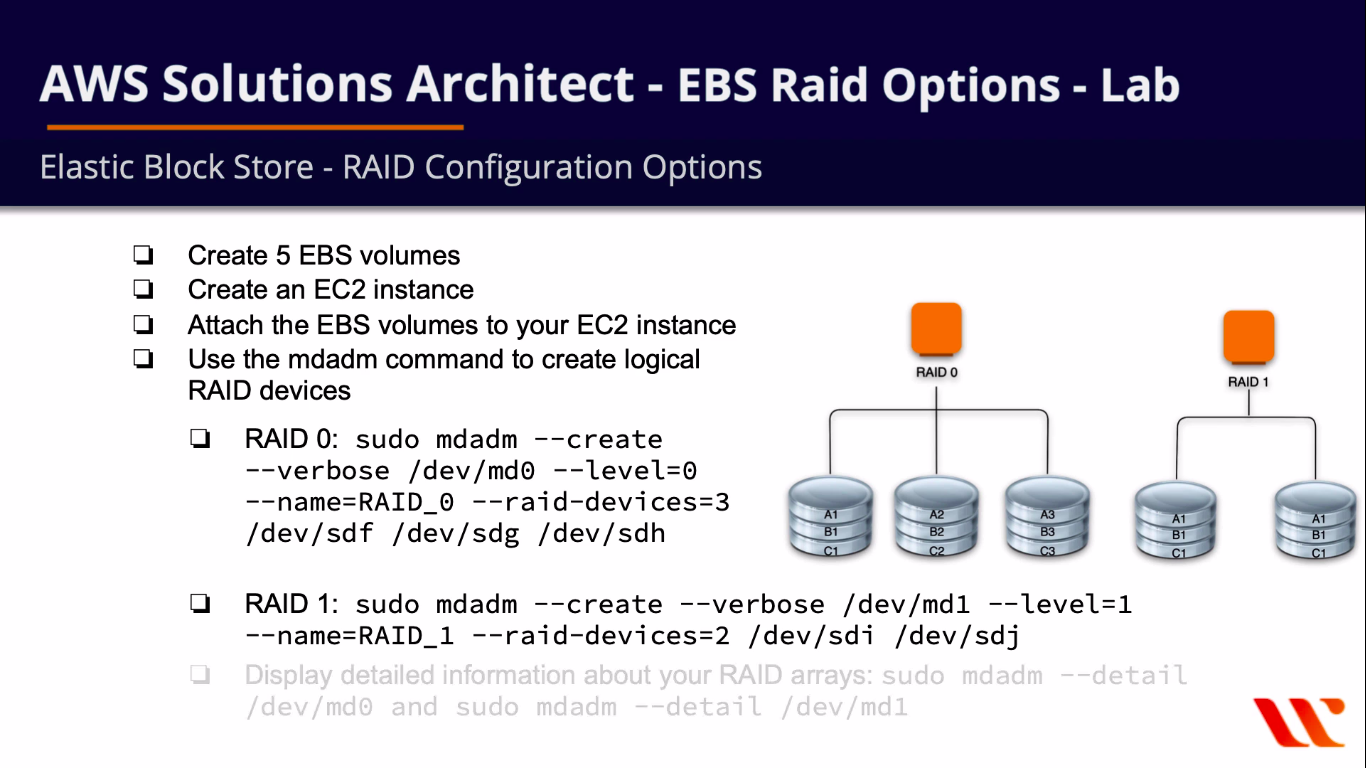 AWS Solutions Architect - EBS Raid Options - Lab
Elastic Block Store - RAID Configuration Options
❏ Create 5 EBS volumes
❏ Create an EC2 instance
❏ Attach the EBS volumes to your EC2 instance
❏ Use the mdadm command to create logical
RAID devices
❏ RAID 0: sudo mdadm --create
--verbose /dev/md0 --level=0
--name=RAID_0 --raid-devices=3
/dev/sdf /dev/sdg /dev/sdh
❏ RAID 1: sudo mdadm --create --verbose /dev/md1 --level=1
--name=RAID_1 --raid-devices=2 /dev/sdi /dev/sdj
❏ Display detailed information about your RAID arrays: sudo mdadm --detail
/dev/md0 and sudo mdadm --detail /dev/md1
RAID 0
A1
B1
C1
A2
B2
C2
A3
B3
C3
RAID 1
A1
B1
C1
A1
B1
C1